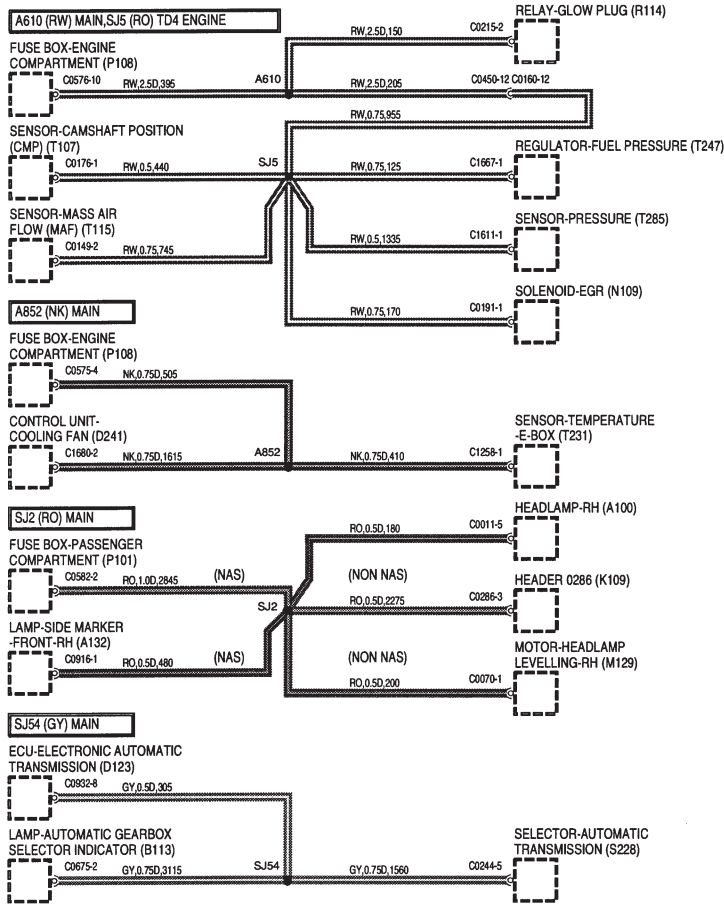 A610 (RW) MAIN,SJ5 (RO) TD4 ENGINE
RELAY-GLOW PLUG (R114)
FUSE BOX-ENGINE
COMPARTMENT (P108)
RW,2.5D,150
C0215-2
C0576-10
RW,2.5D,395
A610
RW,2.5D,205
C0450-12 C0160-12
RW,0.75,955
SENSOR-CAMSHAFT POSITION
(CMP) (T107)
REGULATOR-FUEL PRESSURE (T247)
C0176-1
RW,0.5,440
SJ5
RW,0.75,125
C1667-1
SENSOR-MASS AIR
FLOW (MAF) (T115)
SENSOR-PRESSURE (T285)
C0149-2
RW,0.75,745
RW,0.5,1335
C1611-1
SOLENOID-EGR (N109)
RW,0.75,170
C0191-1
A852 (NK) MAIN
FUSE BOX-ENGINE
COMPARTMENT (P108)
C0575-4
NK,0.75D,505
CONTROL UNIT-
COOLING FAN (D241)
SENSOR-TEMPERATURE
-E-BOX (T231)
C1680-2
NK,0.75D,1615
A852
NK,0.75D,410
C1258-1
SJ2 (RO) MAIN
HEADLAMP-RH (A100)
RO,0.5D,180
C0011-5
FUSE BOX-PASSENGER
COMPARTMENT (P101)
C0582-2
RO,1.0D,2845
(NAS)
(NON NAS)
HEADER 0286 (K109)
SJ2
RO,0.5D,2275
C0286-3
LAMP-SIDE MARKER
-FRONT-RH (A132)
MOTOR-HEADLAMP
LEVELLING-RH (M129)
C0916-1
RO,0.5D,480
(NAS)
(NON NAS)
RO,0.5D,200
C0070-1
SJ54 (GY) MAIN
ECU-ELECTRONIC AUTOMATIC
TRANSMISSION (D123)
C0932-8
GY,0.5D,305
LAMP-AUTOMATIC GEARBOX
SELECTOR INDICATOR (B113)
SELECTOR-AUTOMATIC
TRANSMISSION (S228)
C0675-2
GY,0.75D,3115
SJ54
GY,0.75D,1560
C0244-5